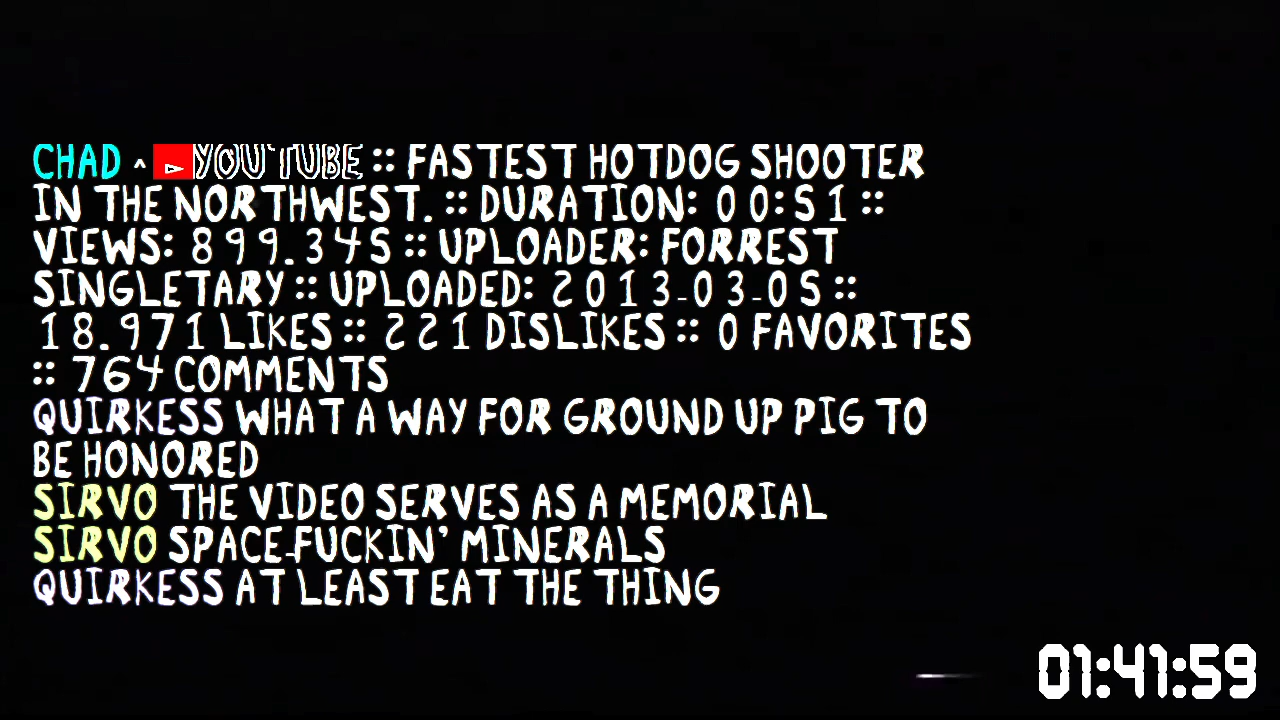 CHAD ^ YOUTUBE :: FASTEST HOTDOG SHOOTER
IN THE NORTHWEST. :: DURATION: 00:51 ::
VIEWS: 899.345 :: UPLOADER: FORREST
SINGLETARY :: UPLOADED: 2013-03-05 ::
18.971 LIKES :: 221 DISLIKES :: 0 FAVORITES
:: 764 COMMENTS
QUIRKESS WHAT A WAY FOR GROUND UP PIG TO
BE HONORED
SIRVO THE VIDEO SERVES AS A MEMORIAL
SIRVO SPACE-FUCKIN' MINERALS
QUIRKESS AT LEAST EAT THE THING
01:41:59